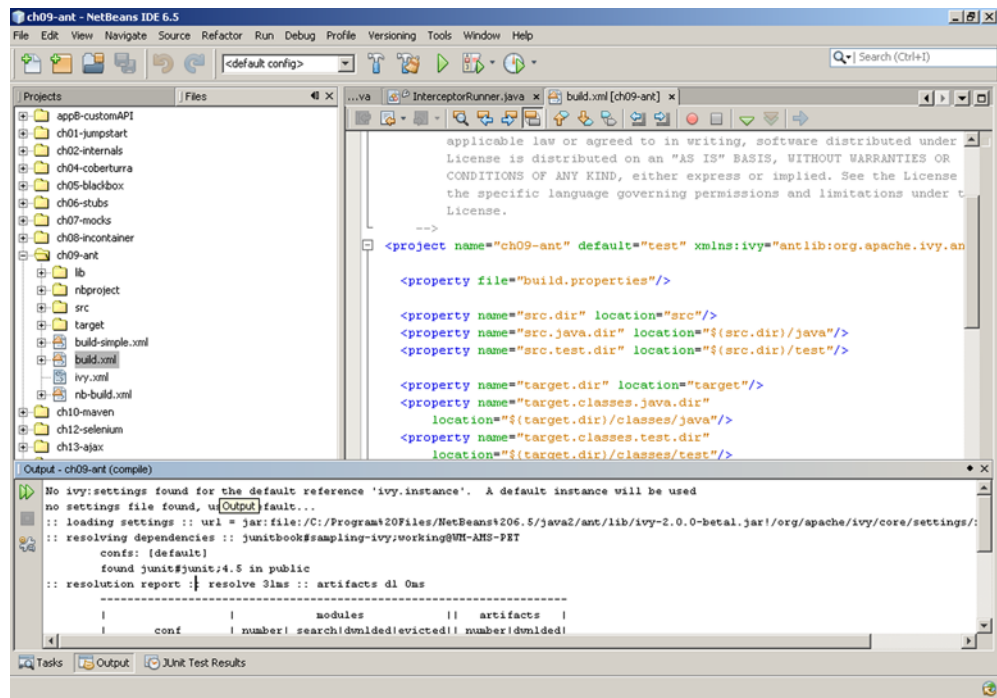 ch09-ant - NetBeans IDE 6.5
File Edit View Navigate Source Refactor Run Debug Profile Versioning Tools Window Help
<default config>
Search (Ctrl+I)
Projects
Files
...va
InterceptorRunner.java
build.xml [ch09-ant]
appB-customAPI
ch01-jumpstart
ch02-internals
ch04-coberturra
ch05-blackbox
ch06-stubs
ch07-mocks
ch08-incontainer
ch09-ant
lib
nbproject
src
target
build-simple.xml
build.xml
ivy.xml
nb-build.xml
ch10-maven
ch12-selenium
ch13-ajax
applicable law or agreed to in writing, software distributed under
License is distributed on an "AS IS" BASIS, WITHOUT WARRANTIES OR
CONDITIONS OF ANY KIND, either express or implied. See the License
the specific language governing permissions and limitations under t
License.
-->
<project name="ch09-ant" default="test" xmlns:ivy="antlib:org.apache.ivy.an
<property file="build.properties"/>
<property name="src.dir" location="src"/>
<property name="src.java.dir" location="${src.dir}/java"/>
<property name="src.test.dir" location="${src.dir}/test"/>
<property name="target.dir" location="target"/>
<property name="target.classes.java.dir"
location="${target.dir}/classes/java"/>
<property name="target.classes.test.dir"
location="${target.dir}/classes/test"/>
Output - ch09-ant (compile)
No ivy:settings found for the default reference 'ivy.instance'. A default instance will be used
no settings file found, us Output efault...
:: loading settings :: url = jar:file:/C:/Program%20Files/NetBeans%206.5/java2/ant/lib/ivy-2.0.0-beta1.jar!/org/apache/ivy/core/settings/
:: resolving dependencies :: junitbook#sampling-ivy;working@VM-AMS-PET
confs: [default]
found junit#junit;4.5 in public
:: resolution report :: resolve 31ms :: artifacts dl 0ms
---------------------------------------------------------------------
| | modules || artifacts |
| conf | number| search|dwnlded|evicted|| number|dwnlded|
Tasks
Output
JUnit Test Results